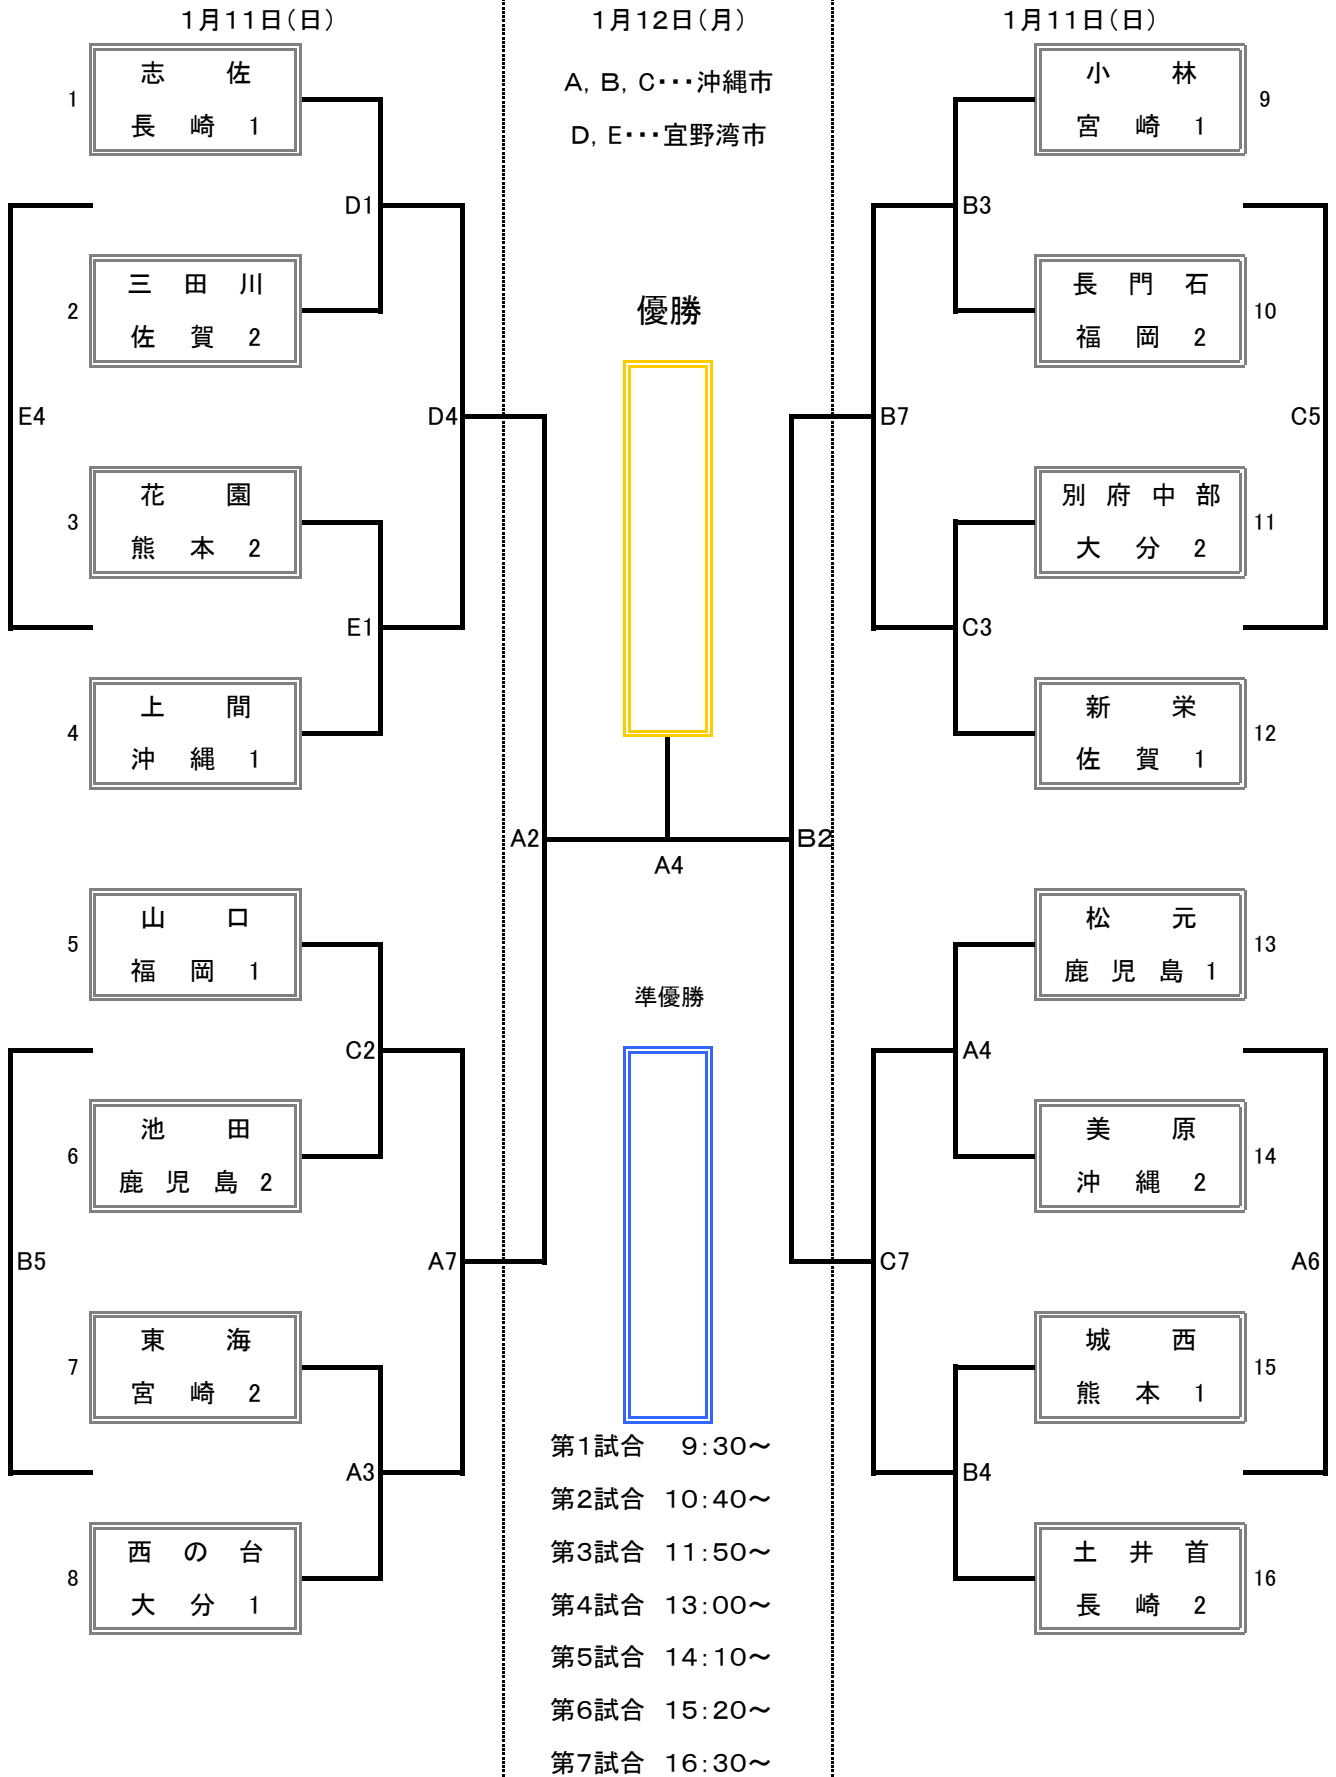 1月11日(日)
1月12日(月)
1月11日(日)
A, B, C・・・沖縄市
D, E・・・宜野湾市
1
志佐
長崎 1
D1
2
三田川
佐賀 2
E4
D4
3
花園
熊本 2
E1
4
上間
沖縄 1
A2
5
山口
福岡 1
C2
6
池田
鹿児島 2
B5
A7
7
東海
宮崎 2
A3
8
西の台
大分 1
優勝
A4
準優勝
第1試合 9:30～
第2試合 10:40～
第3試合 11:50～
第4試合 13:00～
第5試合 14:10～
第6試合 15:20～
第7試合 16:30～
小林
宮崎 1
9
B3
長門石
福岡 2
10
B7
C5
別府中部
大分 2
11
C3
新栄
佐賀 1
12
B2
松元
鹿児島 1
13
A4
美原
沖縄 2
14
C7
A6
城西
熊本 1
15
B4
土井首
長崎 2
16